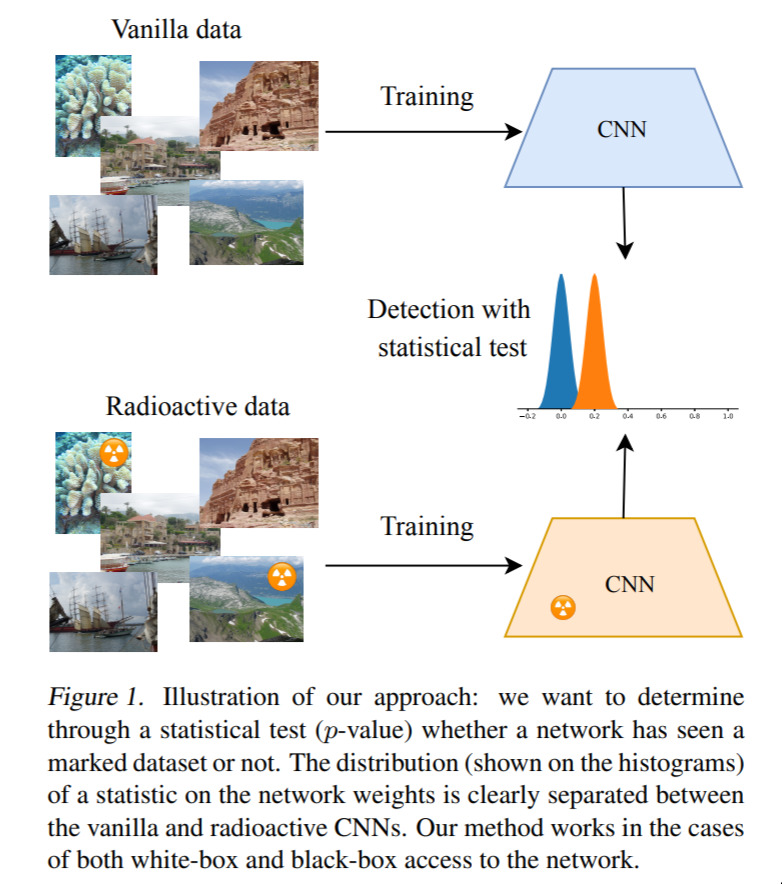 Vanilla data
Training
CNN
Detection with
statistical test
−0.2 0.0 0.2 0.4 0.6 0.8 1.0
Radioactive data
Training
CNN
Figure 1. Illustration of our approach: we want to determine
through a statistical test (p-value) whether a network has seen a
marked dataset or not. The distribution (shown on the histograms)
of a statistic on the network weights is clearly separated between
the vanilla and radioactive CNNs. Our method works in the cases
of both white-box and black-box access to the network.